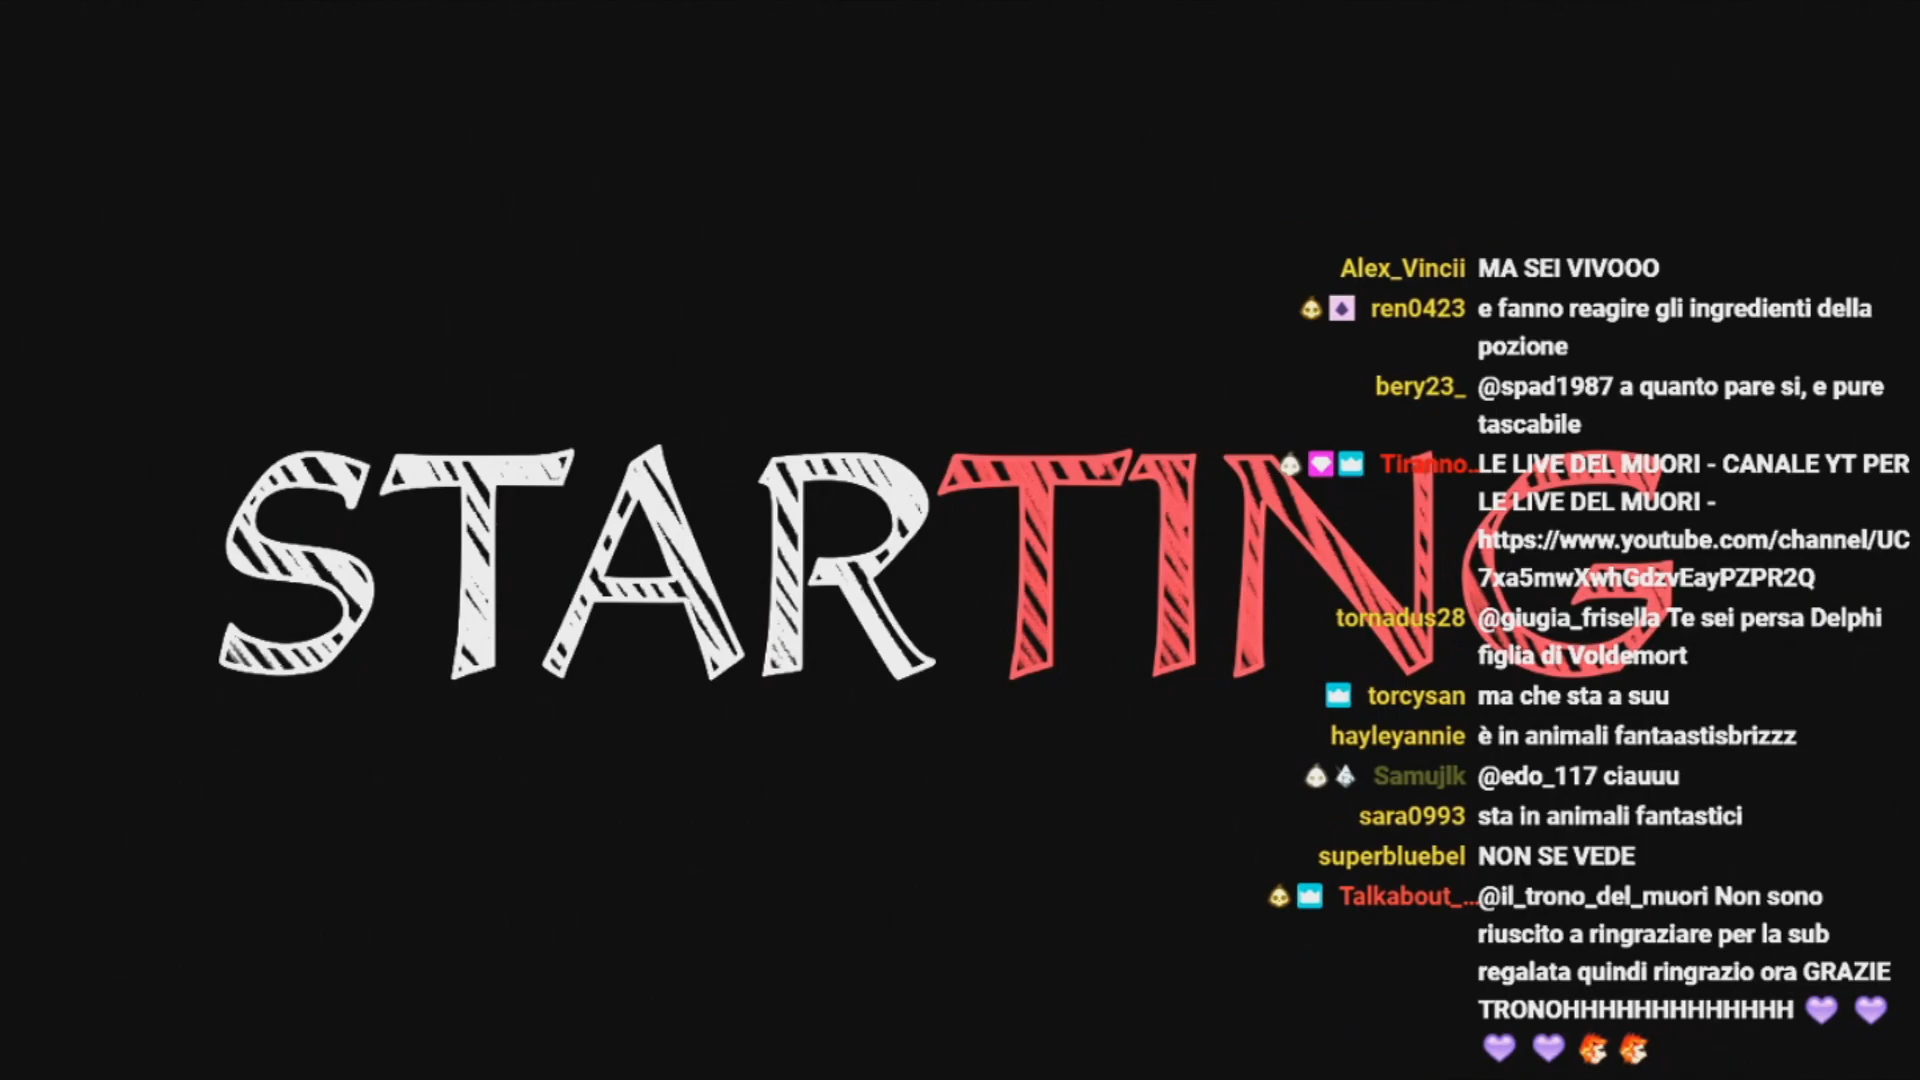 STARTING
Alex_Vincii MA SEI VIVOOO
ren0423 e fanno reagire gli ingredienti della
pozione
bery23_ @spad1987 a quanto pare si, e pure
tascabile
Tiranno... LE LIVE DEL MUORI - CANALE YT PER
LE LIVE DEL MUORI -
https://www.youtube.com/channel/UC
7xa5mwXwhGdzvEayPZPR2Q
tornadus28 @giugia_frisella Te sei persa Delphi
figlia di Voldemort
torcysan ma che sta a suu
hayleyannie è in animali fantaastisbrizzz
Samujlk @edo_117 ciauuu
sara0993 sta in animali fantastici
superbluebel NON SE VEDE
Talkabout_... @il_trono_del_muori Non sono
riuscito a ringraziare per la sub
regalata quindi ringrazio ora GRAZIE
TRONOHHHHHHHHHHHHH 💜 💜
💜 💜